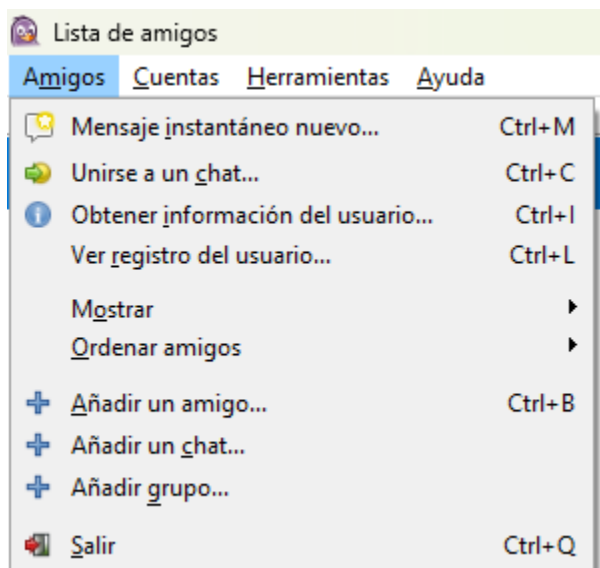 Lista de amigos
Amigos Cuentas Herramientas Ayuda
Mensaje instantáneo nuevo... Ctrl+M
Unirse a un chat... Ctrl+C
Obtener información del usuario... Ctrl+I
Ver registro del usuario... Ctrl+L
Mostrar
Ordenar amigos
Añadir un amigo... Ctrl+B
Añadir un chat...
Añadir grupo...
Salir Ctrl+Q